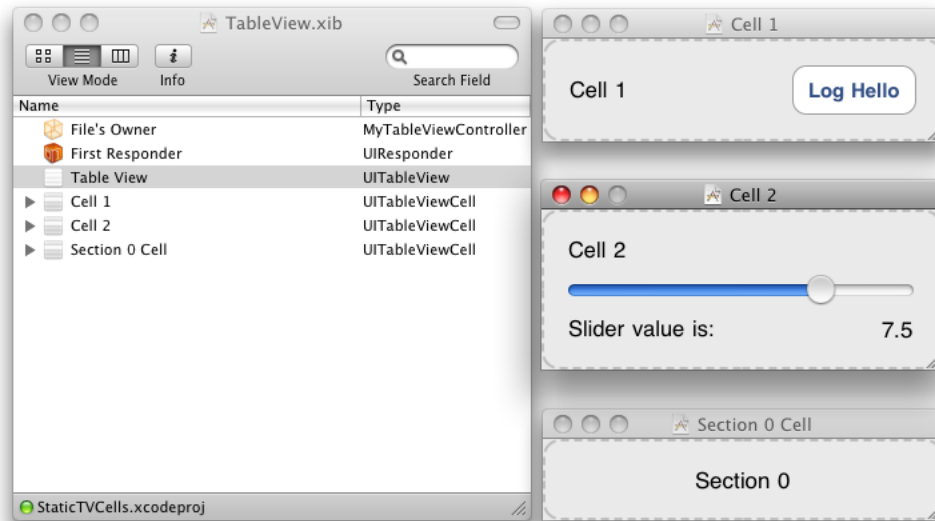 TableView.xib
View Mode
Info
Search Field
Name Type
File's Owner MyTableViewController
First Responder UIResponder
Table View UITableView
Cell 1 UITableViewCell
Cell 2 UITableViewCell
Section 0 Cell UITableViewCell
StaticTVCells.xcodeproj
Cell 1
Cell 1 Log Hello
Cell 2
Cell 2
Slider value is: 7.5
Section 0 Cell
Section 0